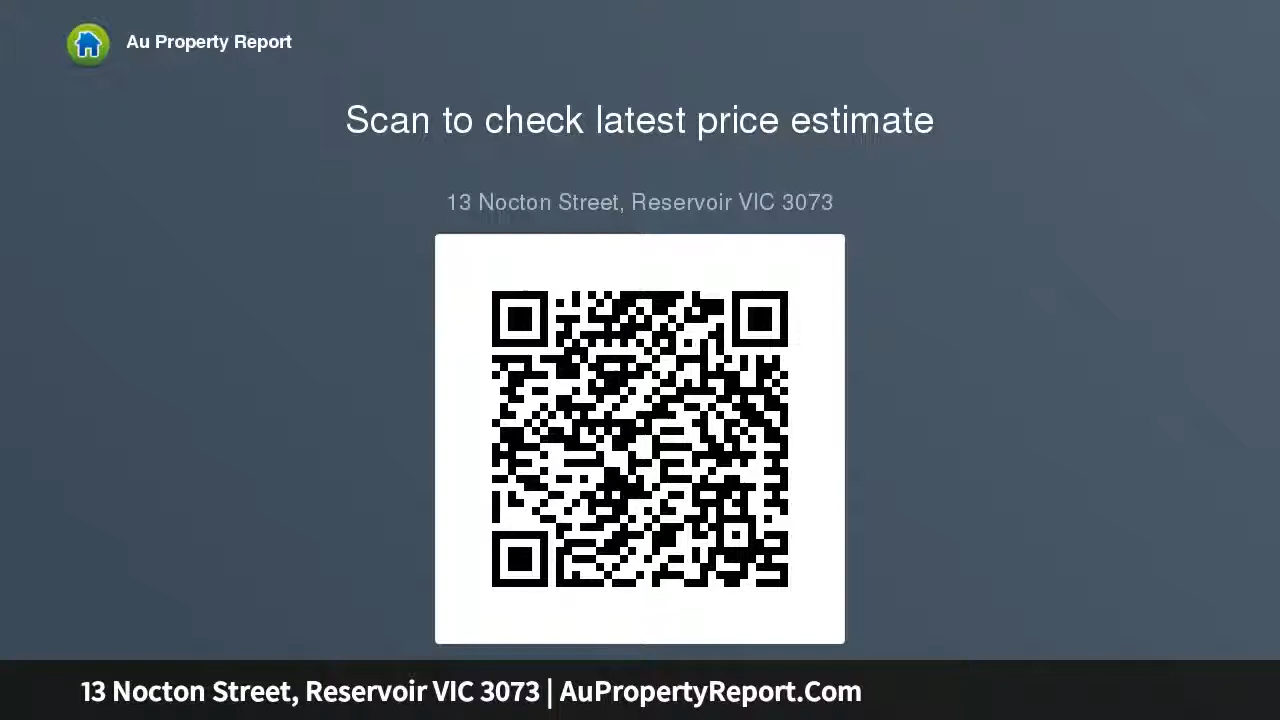 Au Property Report
Scan to check latest price estimate
13 Nocton Street, Reservoir VIC 3073
13 Nocton Street, Reservoir VIC 3073 | AuPropertyReport.Com